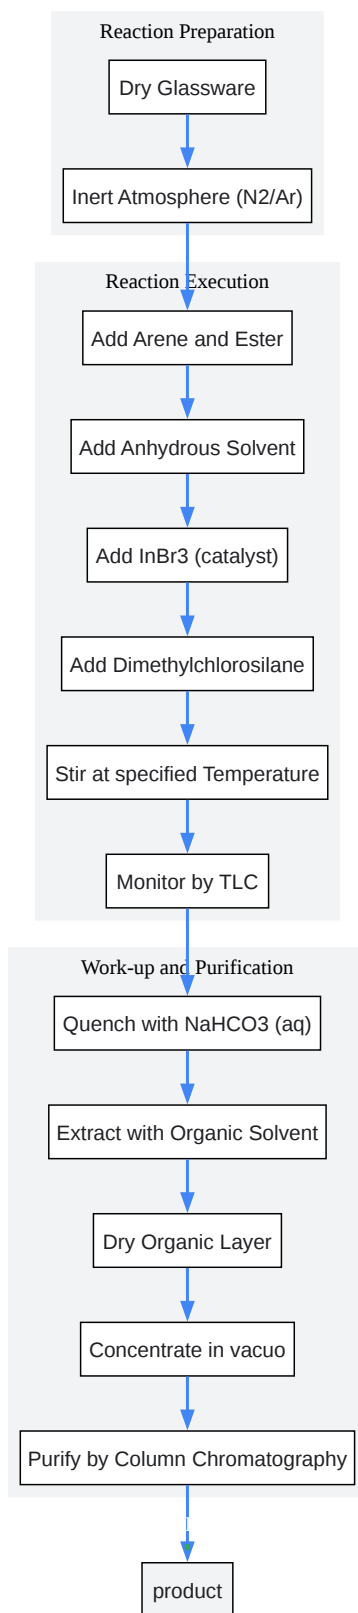 Reaction Preparation
Dry Glassware
Inert Atmosphere (N2/Ar)
Reaction Execution
Add Arene and Ester
Add Anhydrous Solvent
Add InBr3 (catalyst)
Add Dimethylchlorosilane
Stir at specified Temperature
Monitor by TLC
Work-up and Purification
Quench with NaHCO3 (aq)
Extract with Organic Solvent
Dry Organic Layer
Concentrate in vacuo
Purify by Column Chromatography
product